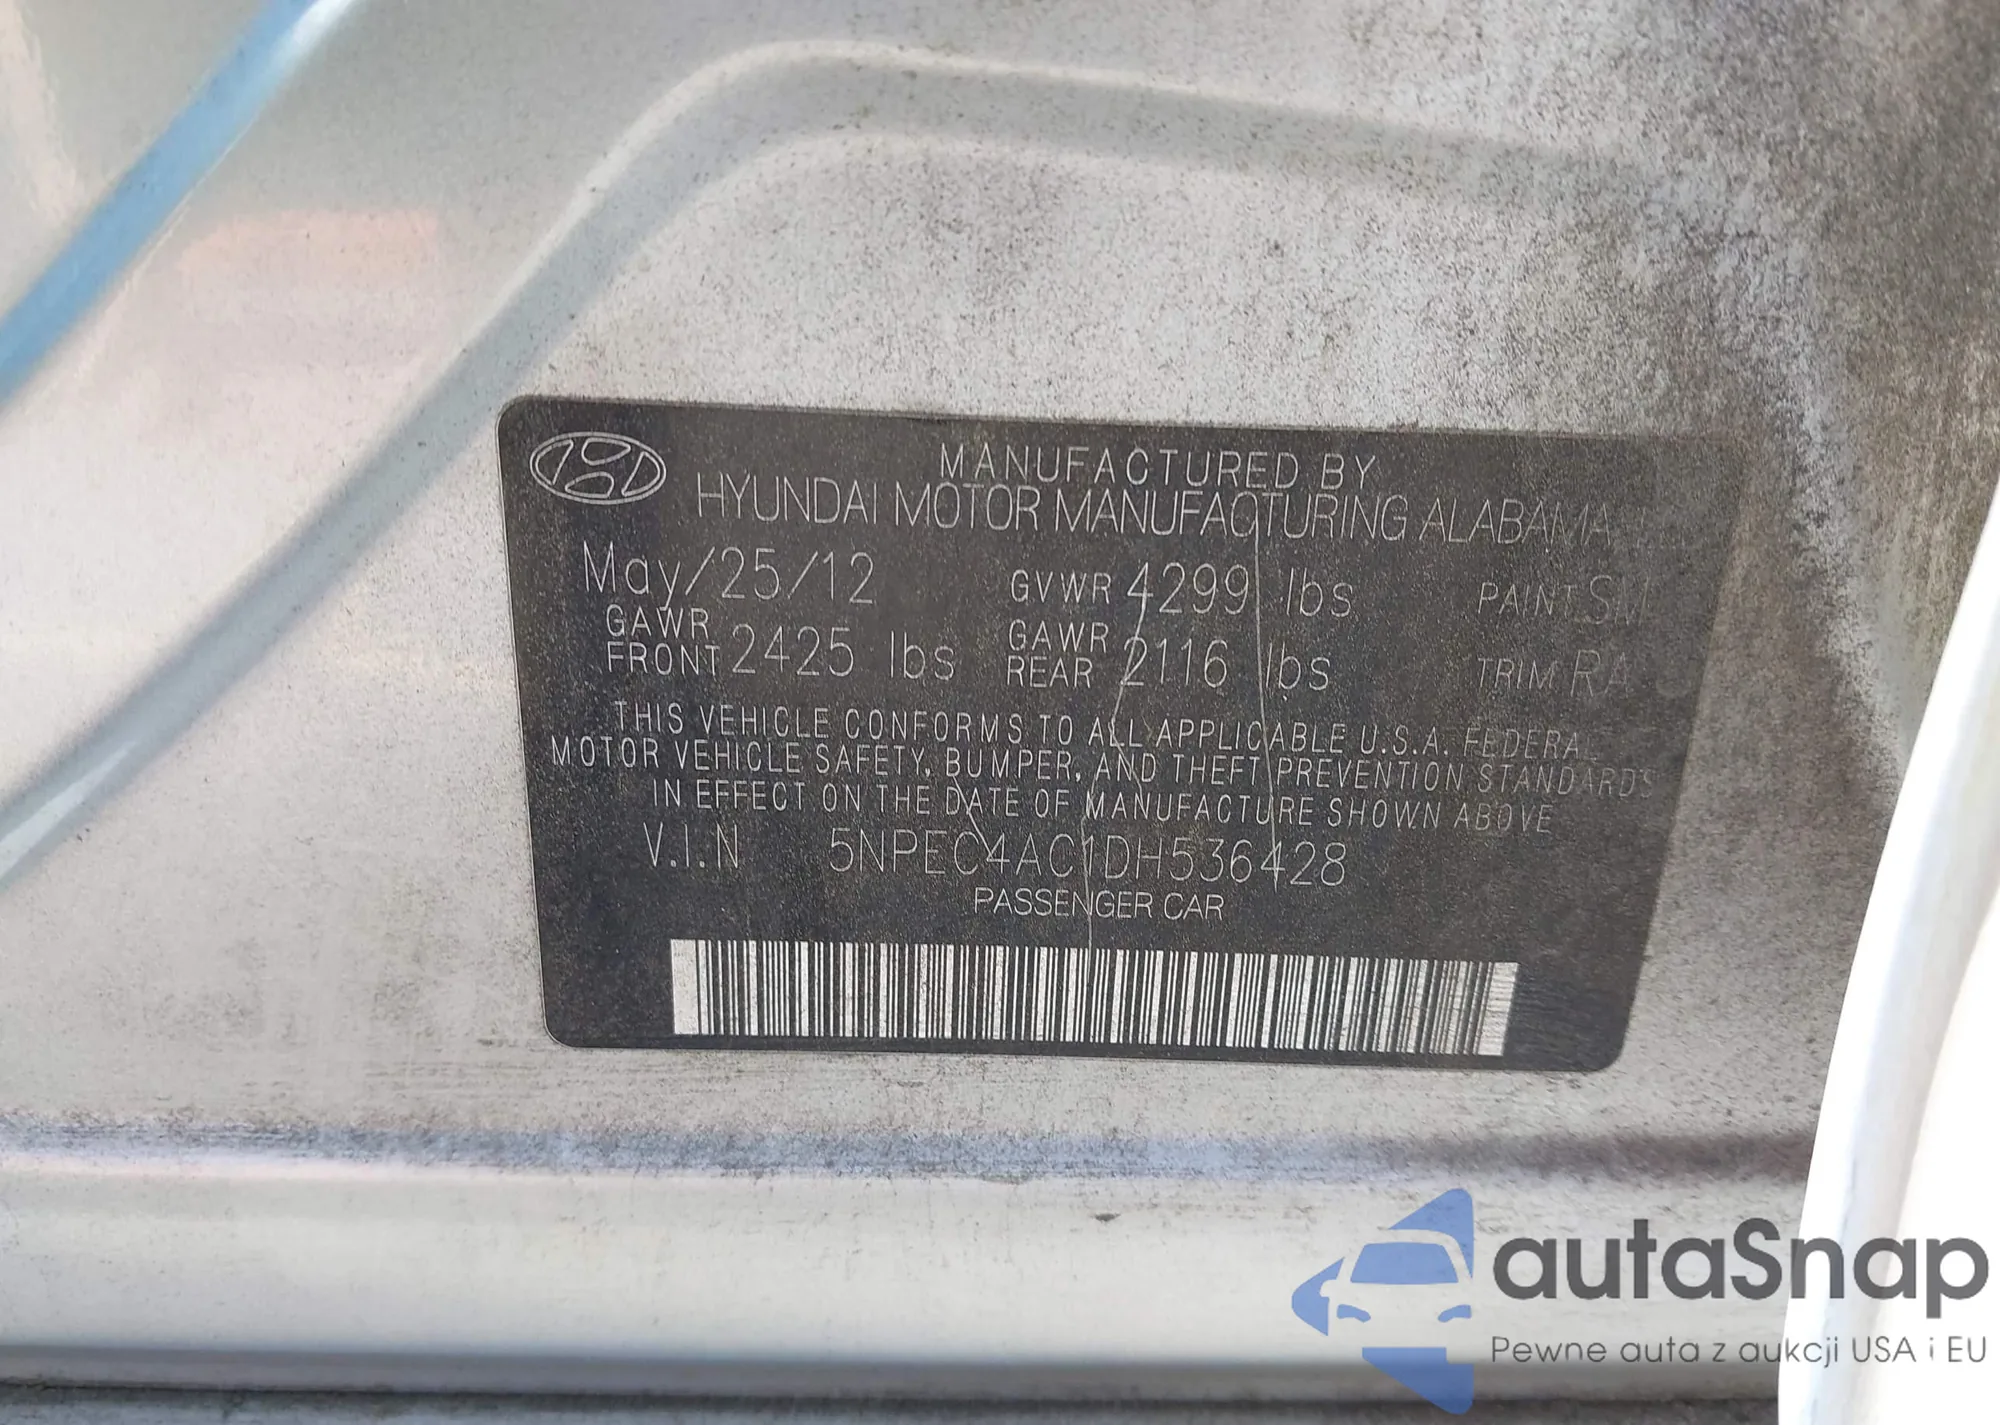 MANUFACTURED BY
HYUNDAI MOTOR MANUFACTURING ALABAMA
May/25/12 GVWR 4299 lbs PAINT SM
GAWR FRONT 2425 lbs GAWR REAR 2116 lbs TRIM RA
THIS VEHICLE CONFORMS TO ALL APPLICABLE U.S.A. FEDERAL
MOTOR VEHICLE SAFETY, BUMPER, AND THEFT PREVENTION STANDARDS
IN EFFECT ON THE DATE OF MANUFACTURE SHOWN ABOVE
V.I.N 5NPEC4AC1DH536428
PASSENGER CAR
autaSnap
Pewne auta z aukcji USA i EU